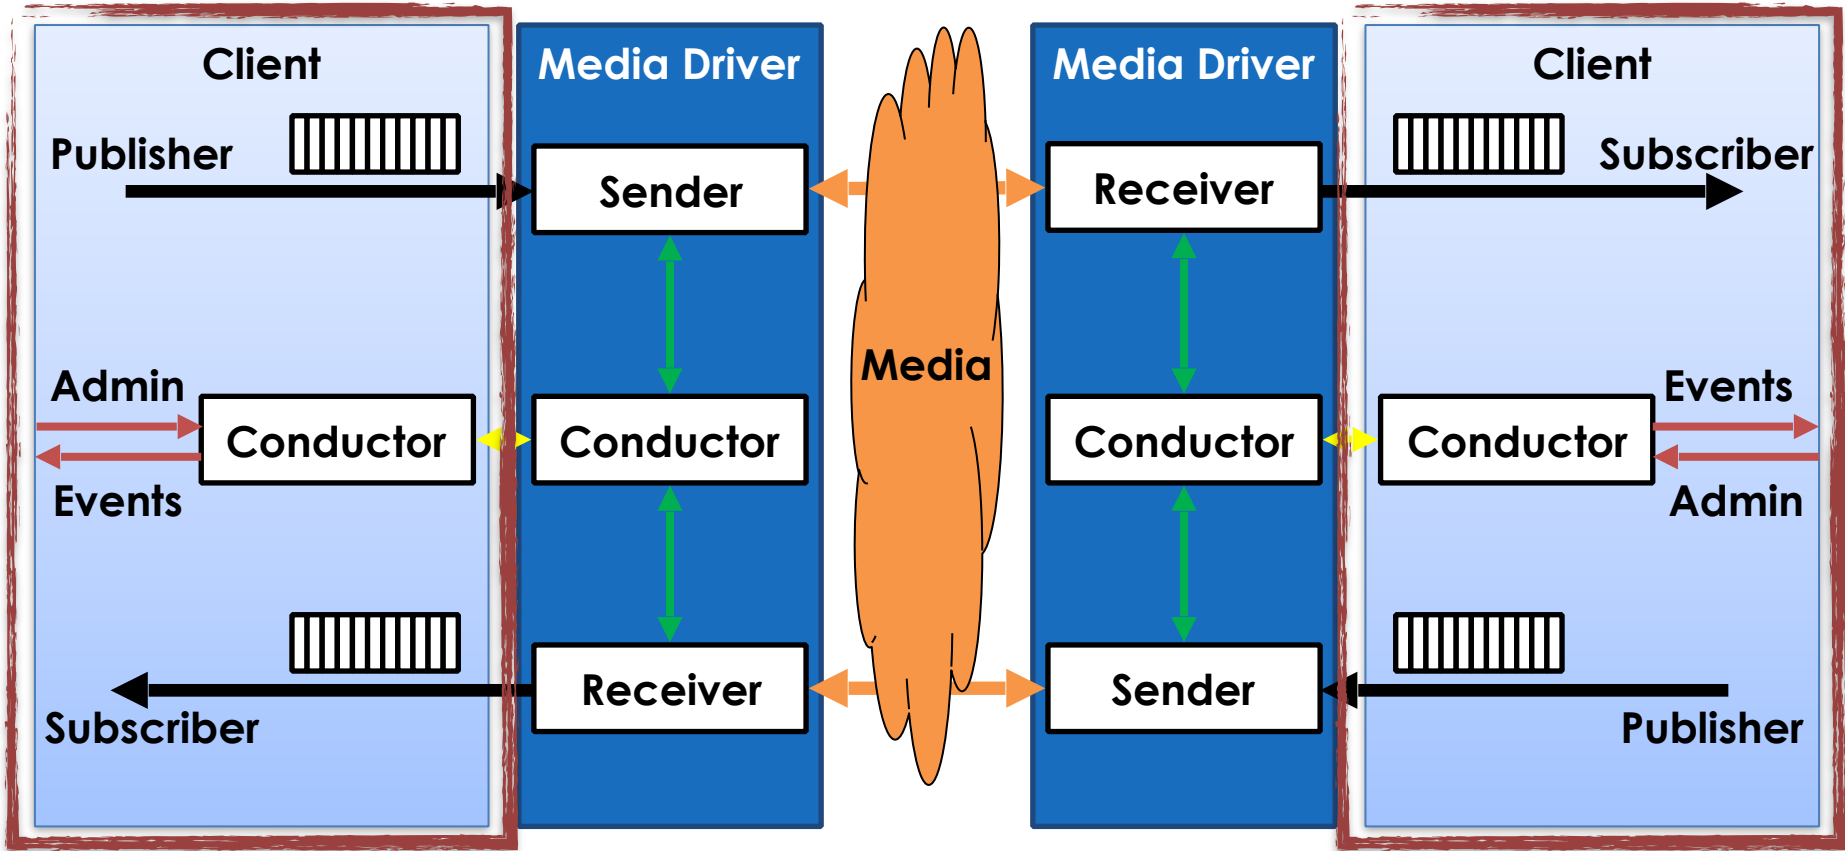 Client
Media Driver
Media Driver
Client
Publisher
Subscriber
Sender
Receiver
Media
Admin
Events
Conductor
Conductor
Conductor
Conductor
Events
Admin
Receiver
Sender
Subscriber
Publisher